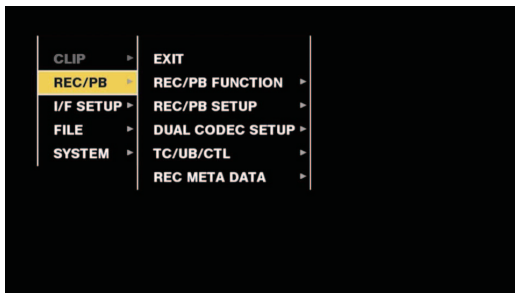 CLIP
REC/PB
I/F SETUP
FILE
SYSTEM
EXIT
REC/PB FUNCTION
REC/PB SETUP
DUAL CODEC SETUP
TC/UB/CTL
REC META DATA